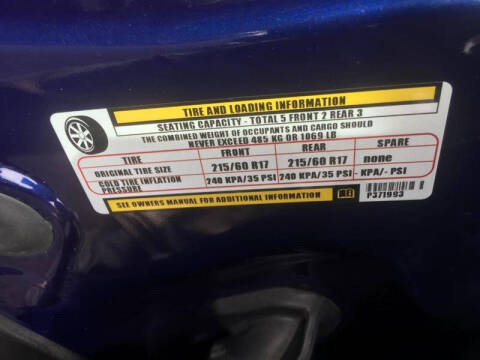 TIRE AND LOADING INFORMATION
SEATING CAPACITY - TOTAL 5 FRONT 2 REAR 3
THE COMBINED WEIGHT OF OCCUPANTS AND CARGO SHOULD
NEVER EXCEED 485 KG OR 1069 LB
TIRE FRONT REAR SPARE
ORIGINAL TIRE SIZE 215/60 R17 215/60 R17 none
COLD TIRE INFLATION PRESSURE 240 KPA/35 PSI 240 KPA/35 PSI - KPA/- PSI
SEE OWNERS MANUAL FOR ADDITIONAL INFORMATION
P371993